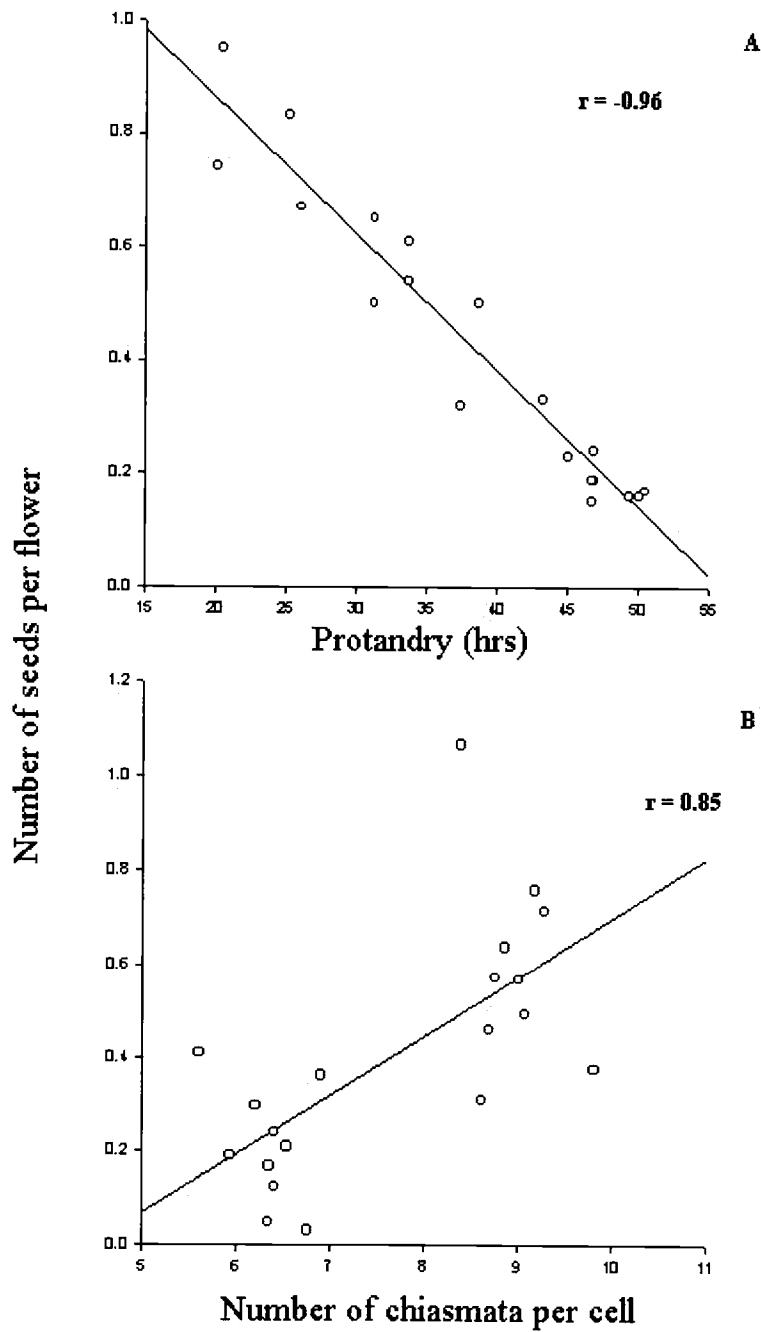 1.0
A
r = -0.96
0.8
0.6
0.4
0.2
0.0
15 20 25 30 35 40 45 50 55
Protandry (hrs)
Number of seeds per flower
1.2
B
1.0
r = 0.85
0.8
0.6
0.4
0.2
0.0
5 6 7 8 9 10 11
Number of chiasmata per cell